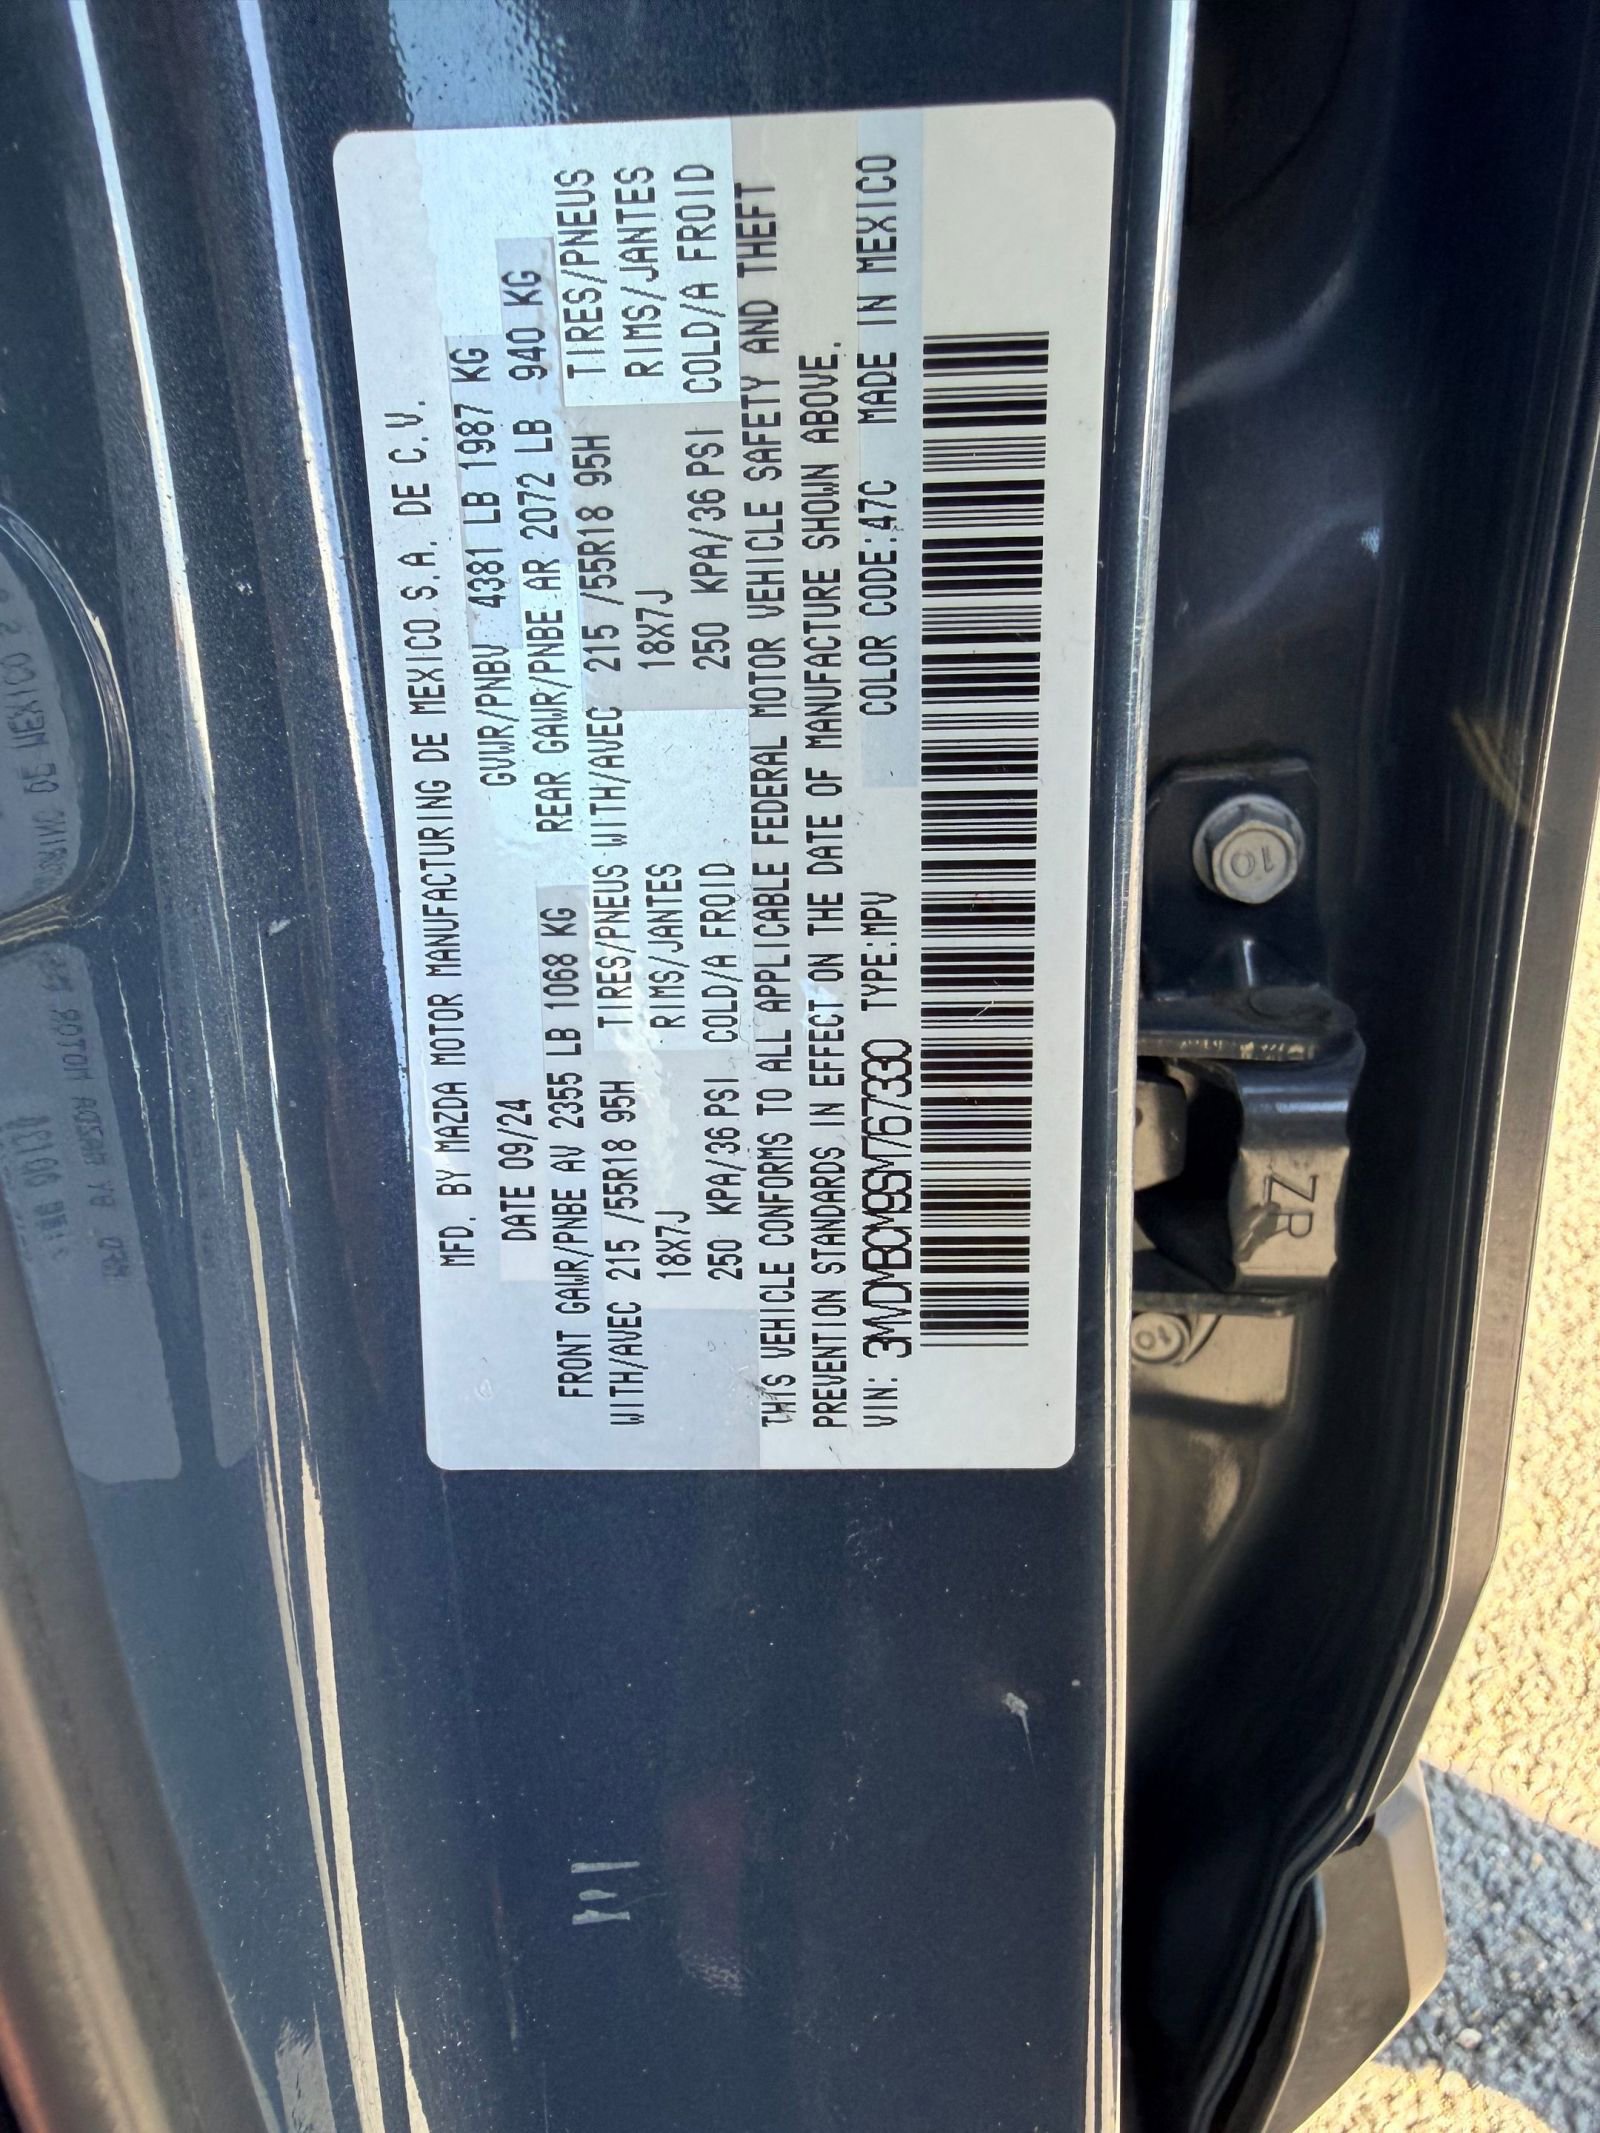 MFD. BY MAZDA MOTOR MANUFACTURING DE MEXICO S.A. DE C.V.
DATE 09/24 GVWR/PNBV 4381 LB 1987 KG
FRONT GAWR/PNBE AV 2355 LB 1068 KG REAR GAWR/PNBE AR 2072 LB 940 KG
WITH/AVEC 215 /55R18 95H TIRES/PNEUS WITH/AVEC 215 /55R18 95H TIRES/PNEUS
18X7J RIMS/JANTES 18X7J RIMS/JANTES
250 KPA/36 PSI COLD/A FROID 250 KPA/36 PSI COLD/A FROID
THIS VEHICLE CONFORMS TO ALL APPLICABLE FEDERAL MOTOR VEHICLE SAFETY AND THEFT
PREVENTION STANDARDS IN EFFECT ON THE DATE OF MANUFACTURE SHOWN ABOVE.
VIN: 3MVDMBCM9SM767330 TYPE:MPV COLOR CODE:47C MADE IN MEXICO
10
ZR
10